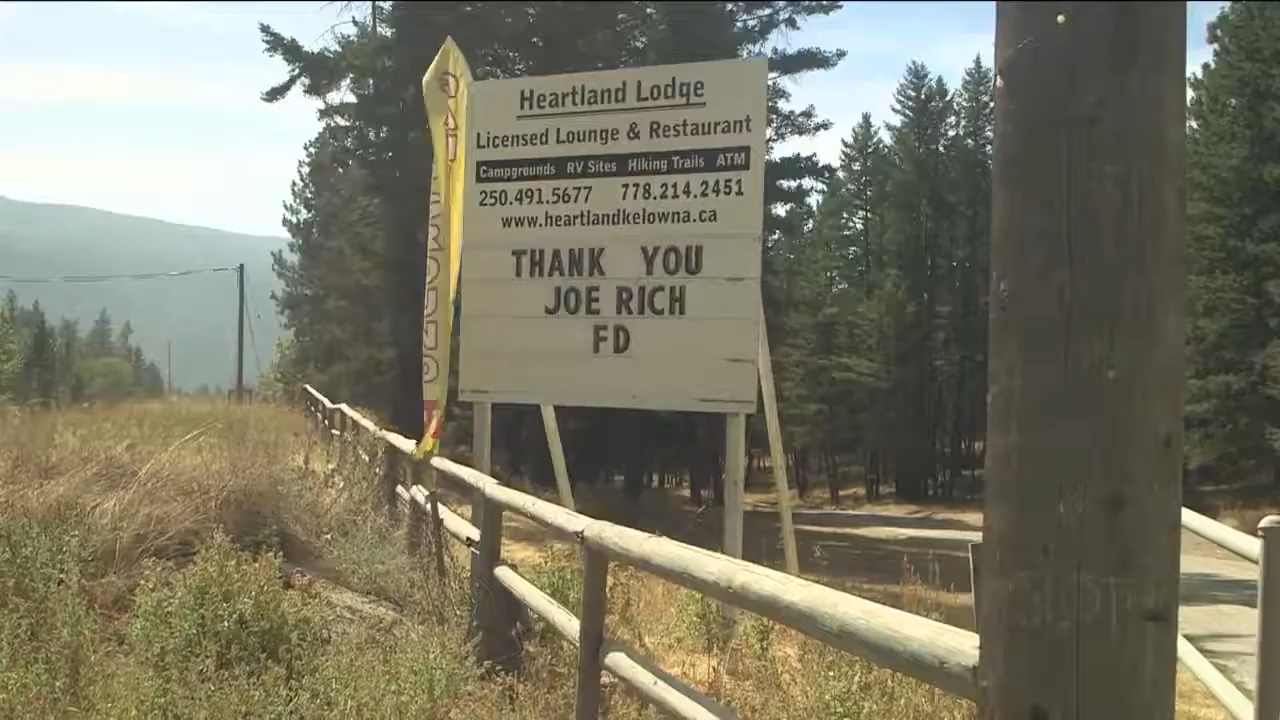 Heartland Lodge
Licensed Lounge & Restaurant
Campgrounds RV Sites Hiking Trails ATM
250.491.5677 778.214.2451
www.heartlandkelowna.ca
THANK YOU
JOE RICH
FD